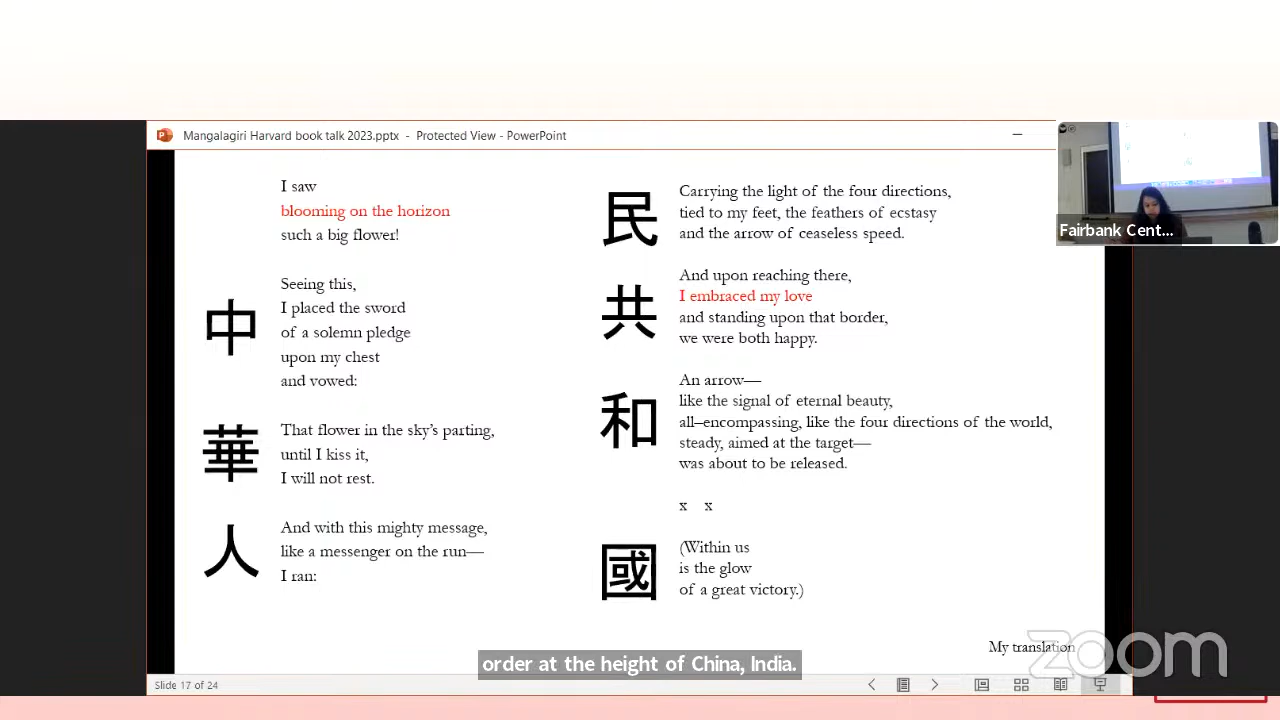 Mangalagiri Harvard book talk 2023.pptx - Protected View - PowerPoint
I saw
blooming on the horizon
such a big flower!
中
Seeing this,
I placed the sword
of a solemn pledge
upon my chest
and vowed:
華
That flower in the sky's parting,
until I kiss it,
I will not rest.
人
And with this mighty message,
like a messenger on the run—
I ran:
民
Carrying the light of the four directions,
tied to my feet, the feathers of ecstasy
and the arrow of ceaseless speed.
共
And upon reaching there,
I embraced my love
and standing upon that border,
we were both happy.
和
An arrow—
like the signal of eternal beauty,
all–encompassing, like the four directions of the world,
steady, aimed at the target—
was about to be released.
x x
國
(Within us
is the glow
of a great victory.)
My translation
Fairbank Cent...
order at the height of China, India.
zoom
Slide 17 of 24